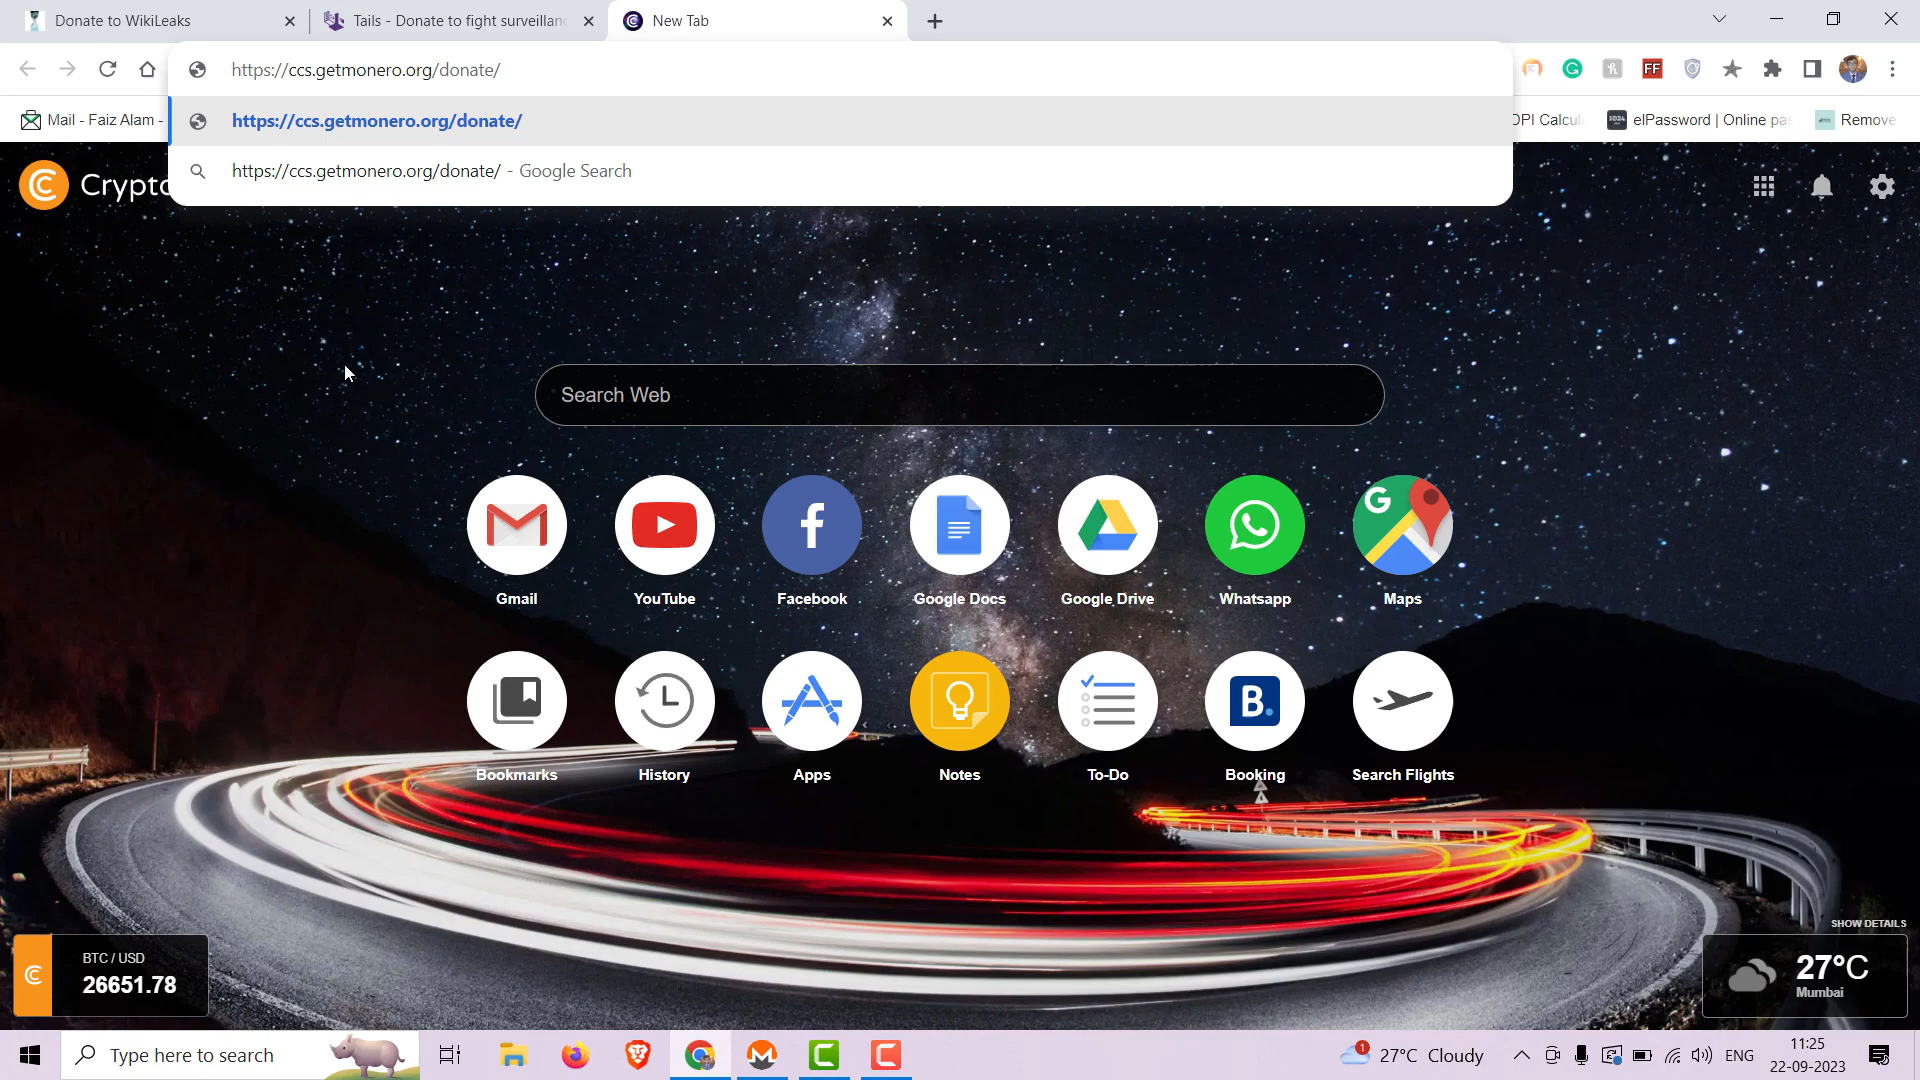 Donate to WikiLeaks
Tails - Donate to fight surveillanc
New Tab
https://ccs.getmonero.org/donate/
Mail - Faiz Alam -
https://ccs.getmonero.org/donate/
DPI Calcul
elPassword | Online pas
Remove
https://ccs.getmonero.org/donate/ - Google Search
Crypto
Search Web
Gmail
YouTube
Facebook
Google Docs
Google Drive
Whatsapp
Maps
Bookmarks
History
Apps
Notes
To-Do
Booking
Search Flights
SHOW DETAILS
BTC / USD
26651.78
27°C
Mumbai
Type here to search
27°C Cloudy
ENG
11:25
22-09-2023